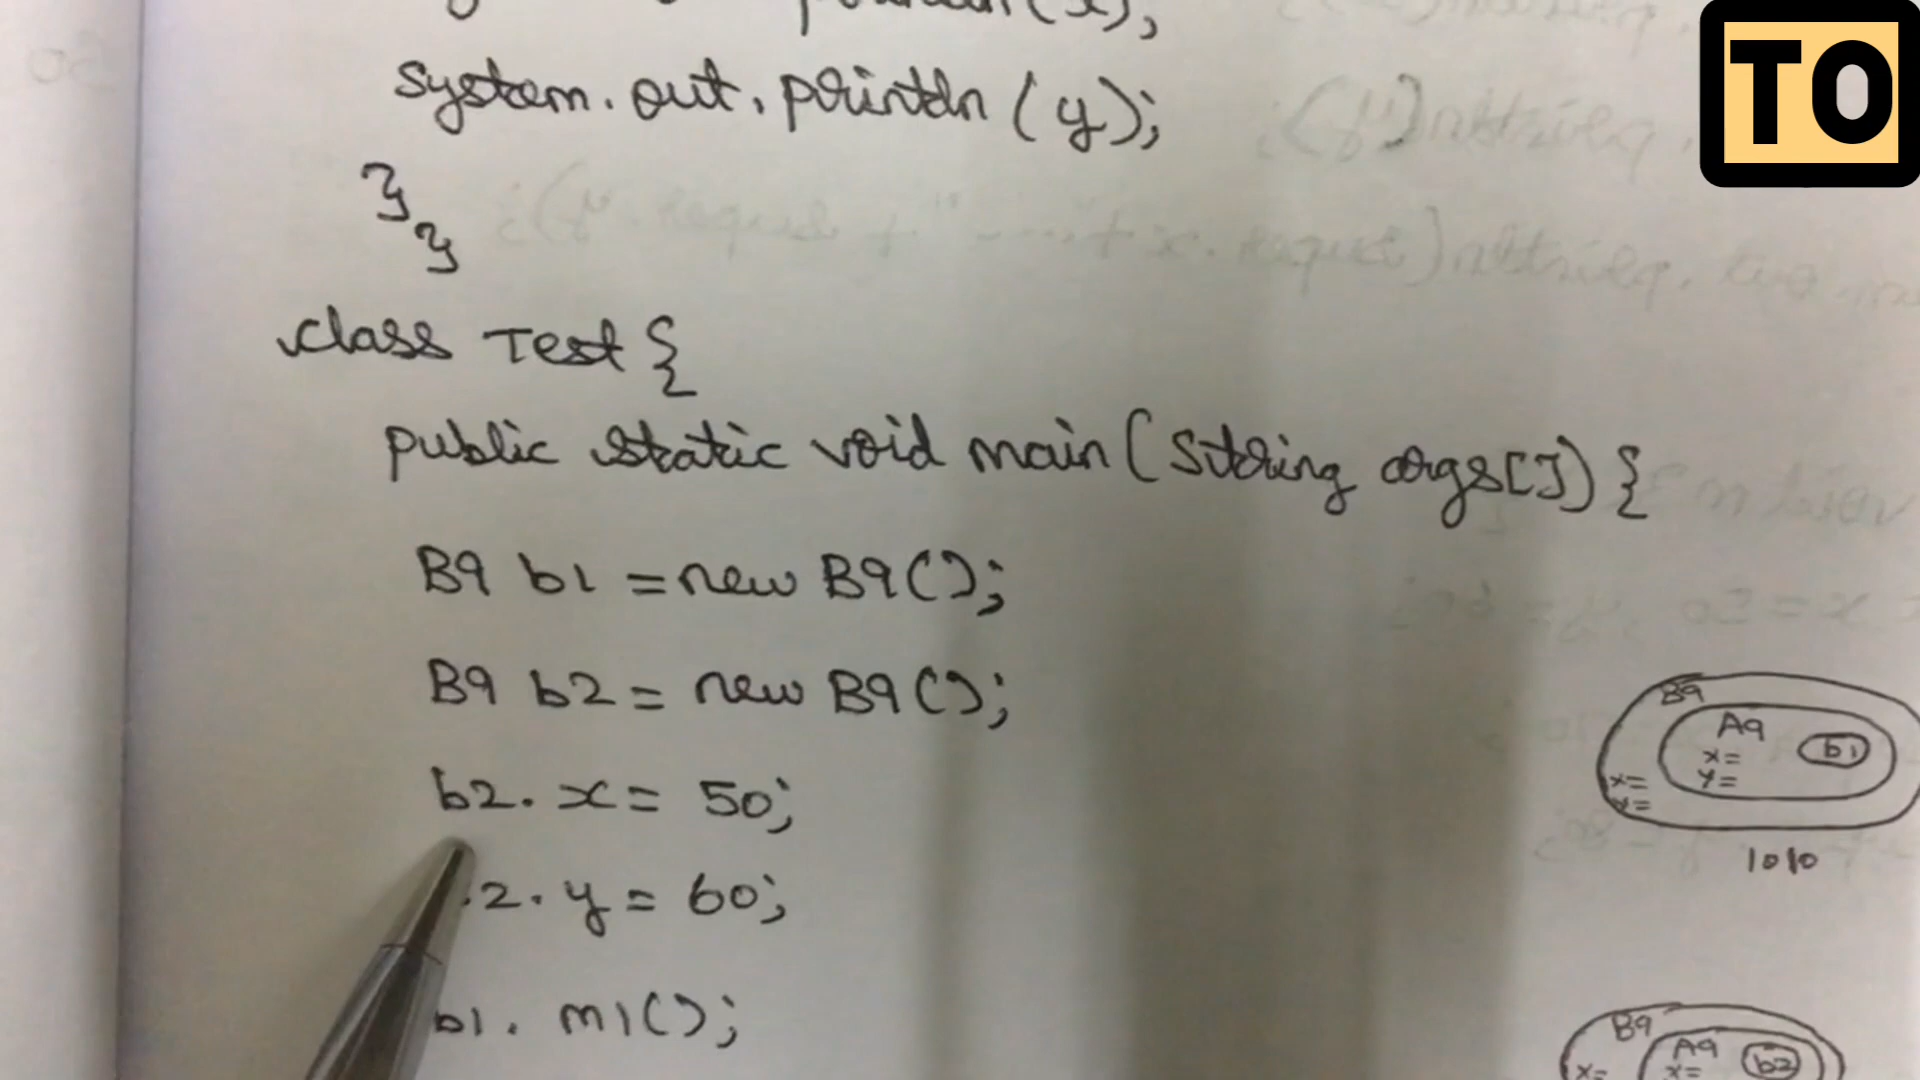 println(x);
system.out.println(y);
}
}
class Test {
public static void main(String args[]) {
B9 b1 = new B9();
B9 b2 = new B9();
b2.x = 50;
.2.y = 60;
b1.m1();
B9
A9
b1
x=
y=
x=
x=
1010
B9
A9
b2
x=
x=
TO